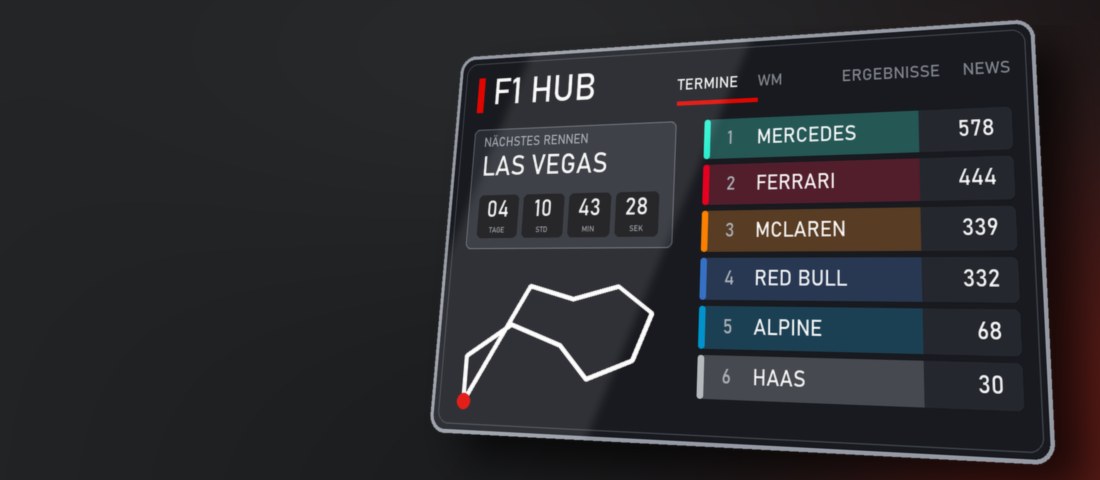 F1 HUB
TERMINE WM ERGEBNISSE NEWS
NÄCHSTES RENNEN
LAS VEGAS
04 10 43 28
TAGE STD MIN SEK
1 MERCEDES 578
2 FERRARI 444
3 MCLAREN 339
4 RED BULL 332
5 ALPINE 68
6 HAAS 30